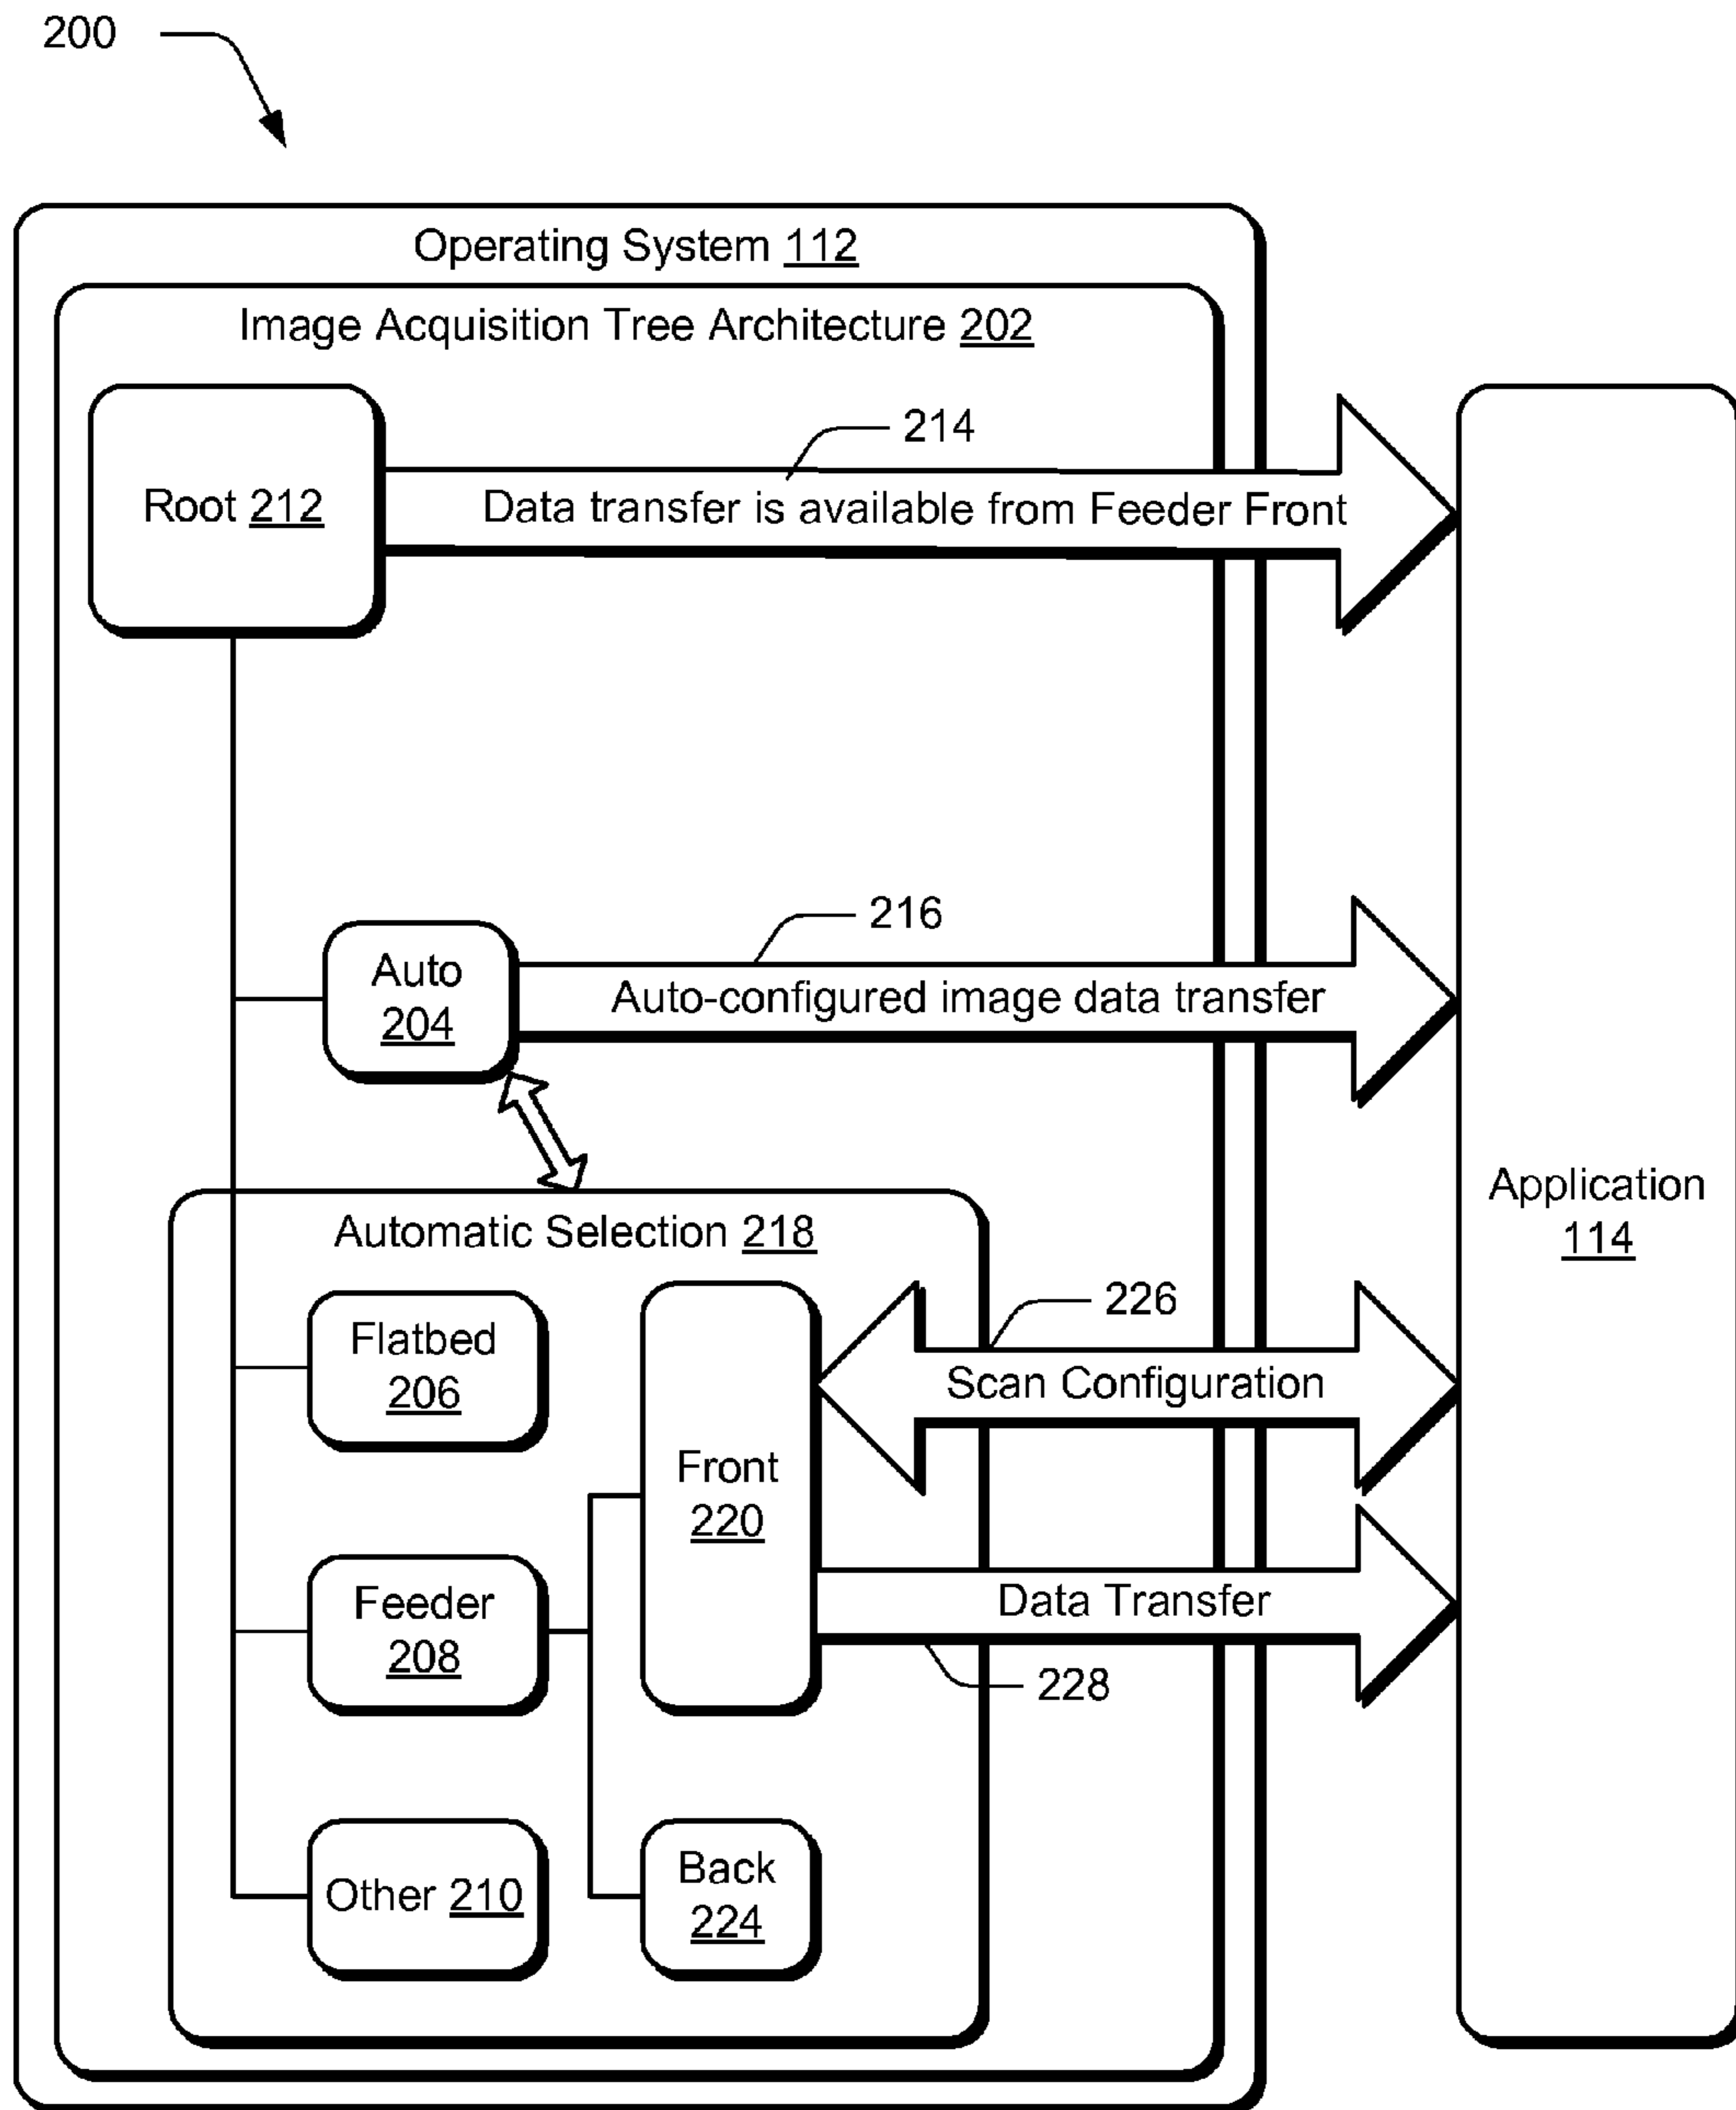 200
Operating System 112
Image Acquisition Tree Architecture 202
Root 212
214
Data transfer is available from Feeder Front
Auto
204
216
Auto-configured image data transfer
Application
114
Automatic Selection 218
Flatbed
206
Front
220
226
Scan Configuration
Feeder
208
Data Transfer
228
Other 210
Back
224